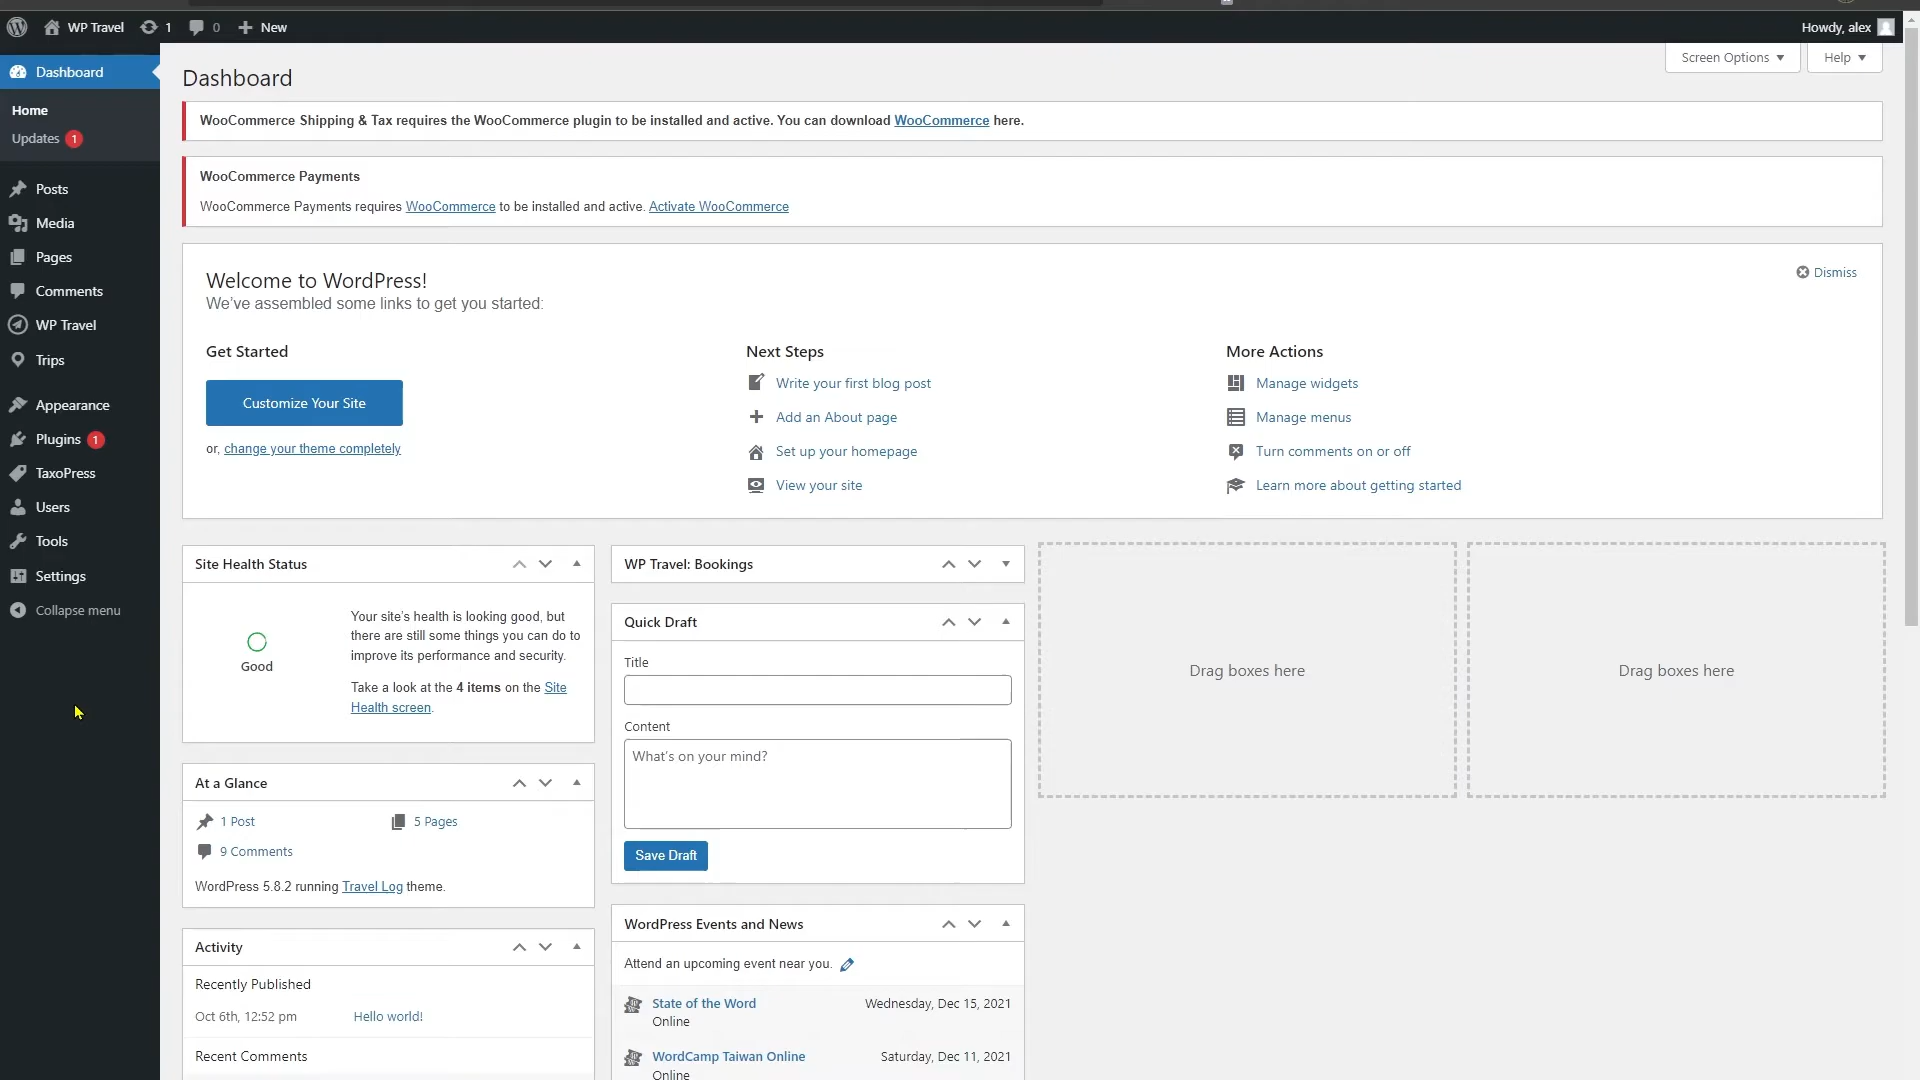 WP Travel 1 0 New
Howdy, alex
Dashboard
Home
Updates 1
Posts
Media
Pages
Comments
WP Travel
Trips
Appearance
Plugins 1
TaxoPress
Users
Tools
Settings
Collapse menu
Screen Options Help
Dashboard
WooCommerce Shipping & Tax requires the WooCommerce plugin to be installed and active. You can download WooCommerce here.
WooCommerce Payments
WooCommerce Payments requires WooCommerce to be installed and active. Activate WooCommerce
Welcome to WordPress!
We've assembled some links to get you started:
Dismiss
Get Started
Customize Your Site
or, change your theme completely
Next Steps
Write your first blog post
Add an About page
Set up your homepage
View your site
More Actions
Manage widgets
Manage menus
Turn comments on or off
Learn more about getting started
Site Health Status
Good
Your site's health is looking good, but
there are still some things you can do to
improve its performance and security.
Take a look at the 4 items on the Site
Health screen.
At a Glance
1 Post
5 Pages
9 Comments
WordPress 5.8.2 running Travel Log theme.
Activity
Recently Published
Oct 6th, 12:52 pm Hello world!
Recent Comments
WP Travel: Bookings
Quick Draft
Title
Content
What's on your mind?
Save Draft
WordPress Events and News
Attend an upcoming event near you.
State of the Word Wednesday, Dec 15, 2021
Online
WordCamp Taiwan Online Saturday, Dec 11, 2021
Online
Drag boxes here
Drag boxes here